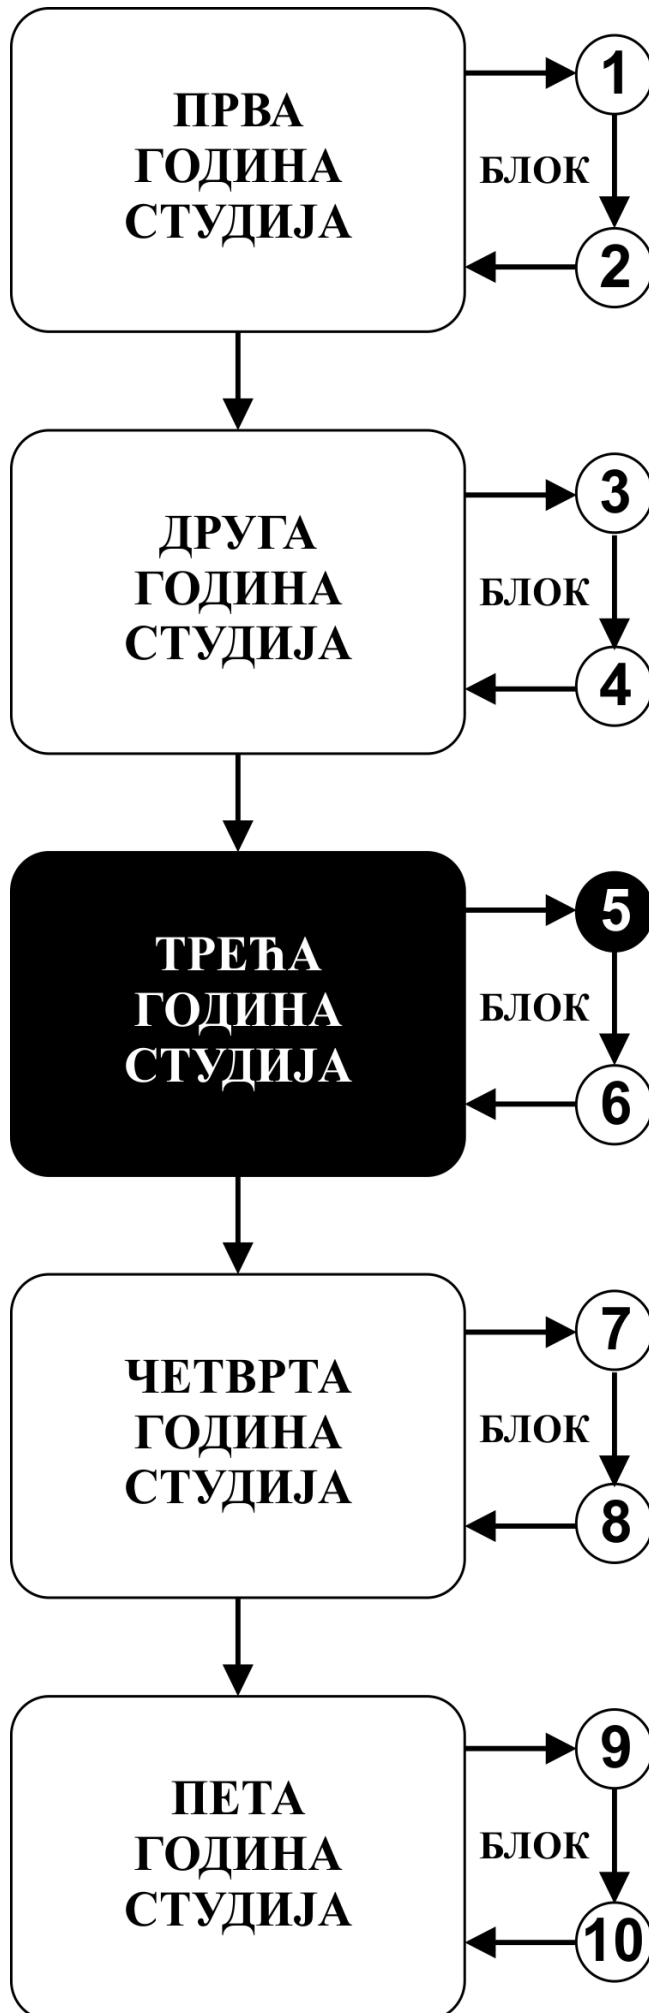 ПРВА
ГОДИНА
СТУДИЈА
1
БЛОК
2
ДРУГА
ГОДИНА
СТУДИЈА
3
БЛОК
4
ТРЕЋА
ГОДИНА
СТУДИЈА
5
БЛОК
6
ЧЕТВРТА
ГОДИНА
СТУДИЈА
7
БЛОК
8
ПЕТА
ГОДИНА
СТУДИЈА
9
БЛОК
10